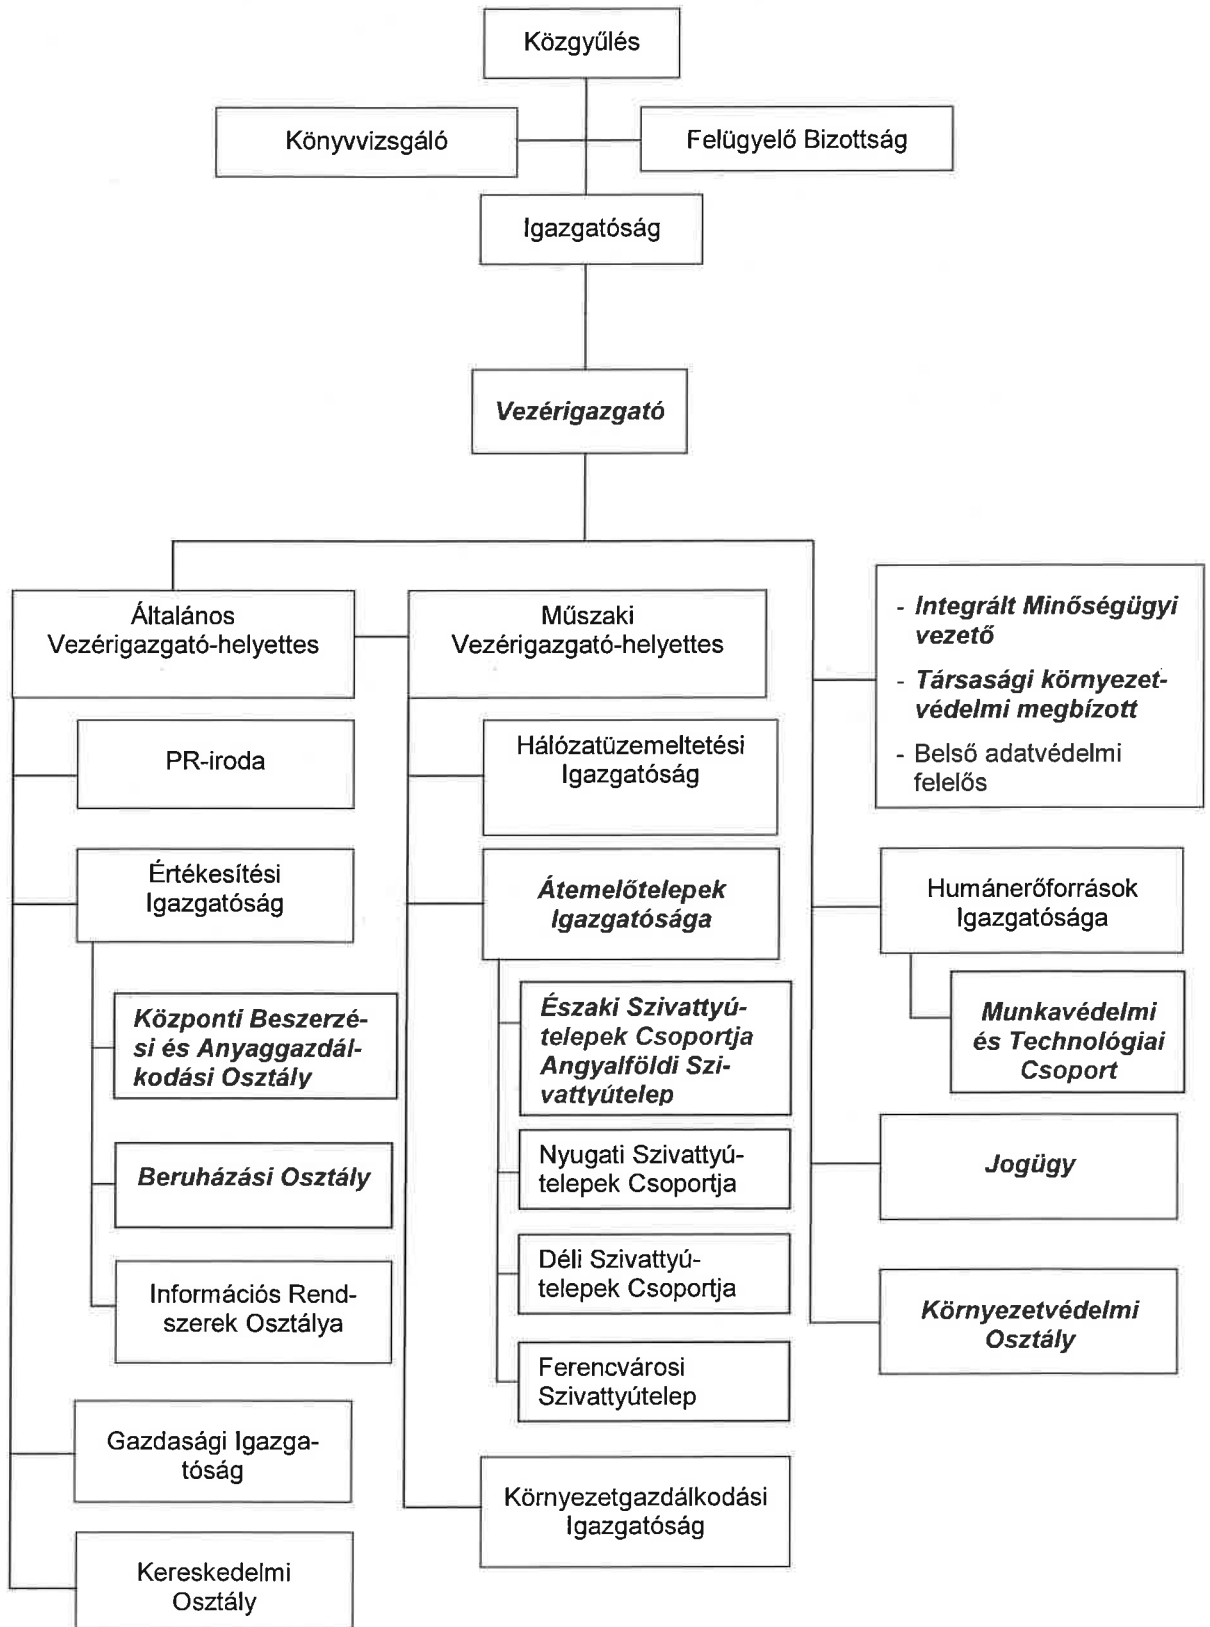 Közgyűlés
Könyvvizsgáló
Felügyelő Bizottság
Igazgatóság
Vezérigazgató
Általános
Vezérigazgató-helyettes
PR-iroda
Értékesítési
Igazgatóság
Központi Beszerzé-
si és Anyaggazdál-
kodási Osztály
Beruházási Osztály
Információs Rend-
szerek Osztálya
Gazdasági Igazga-
tóság
Kereskedelmi
Osztály
Műszaki
Vezérigazgató-helyettes
Hálózatüzemeltetési
Igazgatóság
Átemelőtelepek
Igazgatósága
Északi Szivattyú-
telepek Csoportja
Angyalföldi Szi-
vattyútelep
Nyugati Szivattyú-
telepek Csoportja
Déli Szivattyú-
telepek Csoportja
Ferencvárosi
Szivattyútelep
Környezetgazdálkodási
Igazgatóság
- Integrált Minőségügyi
vezető
- Társasági környezet-
védelmi megbízott
- Belső adatvédelmi
felelős
Humánerőforrások
Igazgatósága
Munkavédelmi
és Technológiai
Csoport
Jogügy
Környezetvédelmi
Osztály